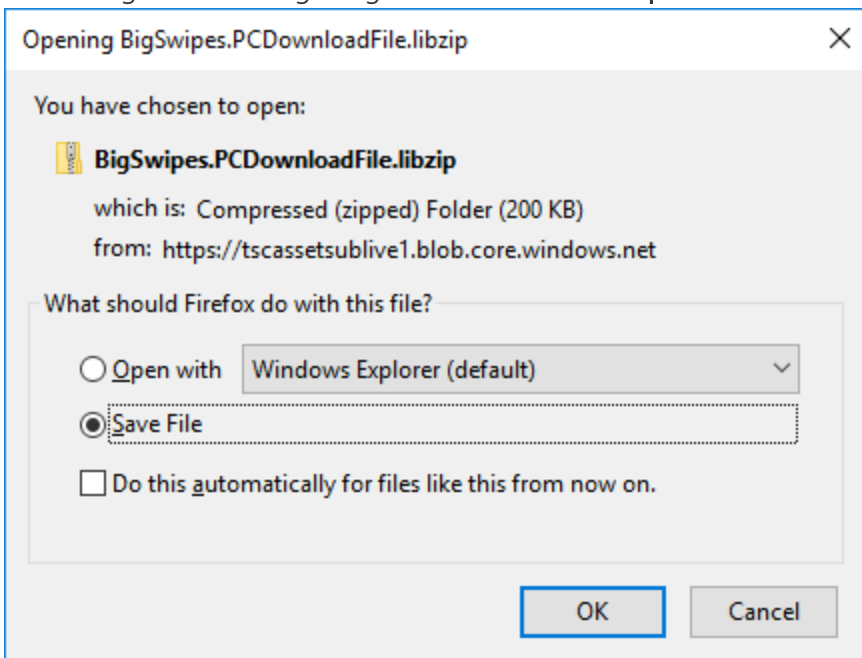 Opening BigSwipes.PCDownloadFile.libzip
You have chosen to open:
BigSwipes.PCDownloadFile.libzip
which is: Compressed (zipped) Folder (200 KB)
from: https://tscassetsublive1.blob.core.windows.net
What should Firefox do with this file?
Open with Windows Explorer (default)
Save File
Do this automatically for files like this from now on.
OK Cancel